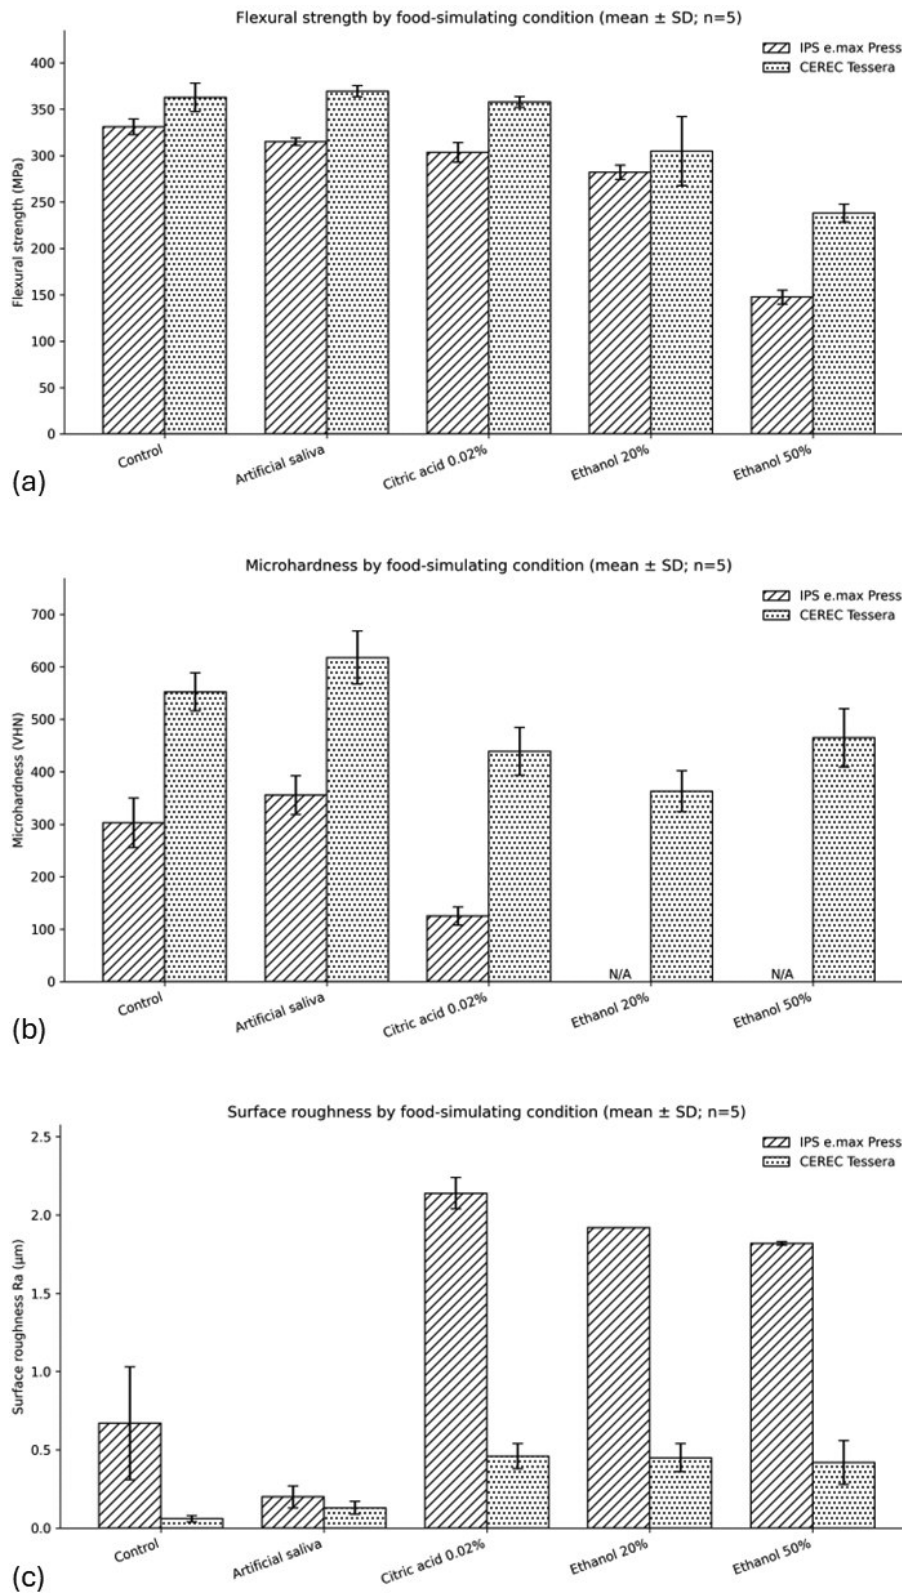 Flexural strength by food-simulating condition (mean ± SD; n=5)
IPS e.max Press
CEREC Tessera
Flexural strength (MPa)
400
350
300
250
200
150
100
50
0
Control
Artificial saliva
Citric acid 0.02%
Ethanol 20%
Ethanol 50%
(a)
Microhardness by food-simulating condition (mean ± SD; n=5)
IPS e.max Press
CEREC Tessera
Microhardness (VHN)
700
600
500
400
300
200
100
0
N/A
N/A
Control
Artificial saliva
Citric acid 0.02%
Ethanol 20%
Ethanol 50%
(b)
Surface roughness by food-simulating condition (mean ± SD; n=5)
IPS e.max Press
CEREC Tessera
Surface roughness Ra (μm)
2.5
2.0
1.5
1.0
0.5
0.0
Control
Artificial saliva
Citric acid 0.02%
Ethanol 20%
Ethanol 50%
(c)